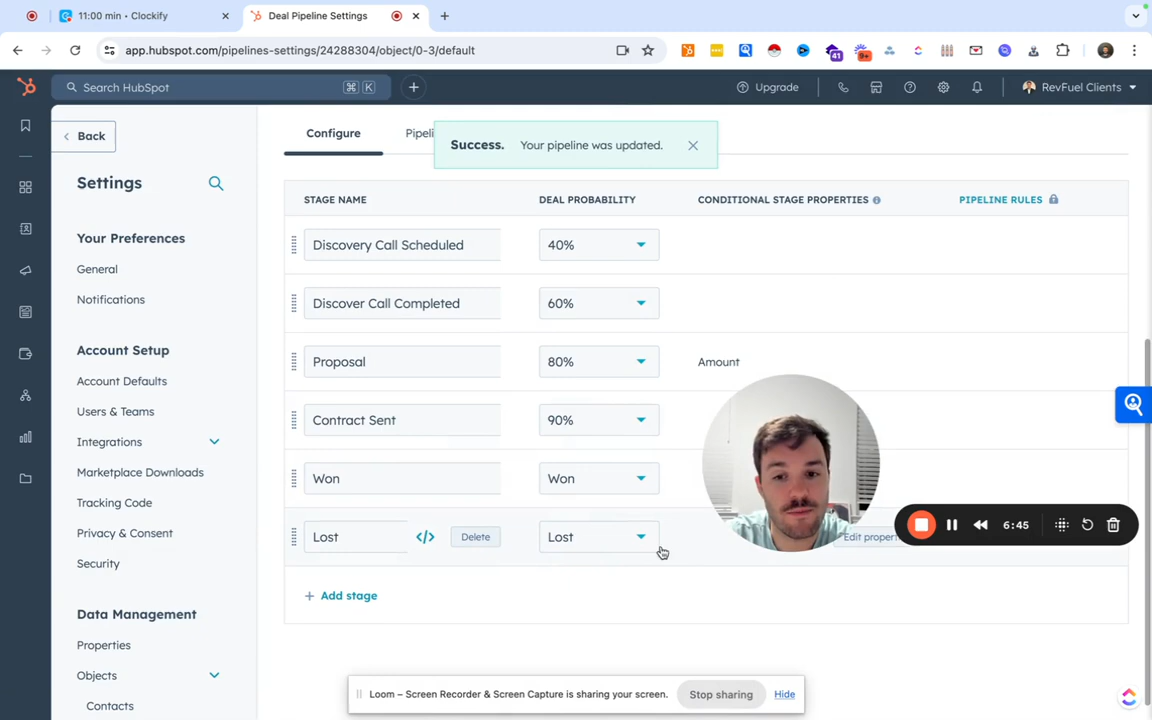 11:00 min / Clockify
Deal Pipeline Settings
app.hubspot.com/pipelines-settings/24288304/object/0-3/default
41
9+
Search HubSpot
⌘ K
Upgrade
RevFuel Clients
Back
Configure
Pipeli
Success. Your pipeline was updated.
Settings
STAGE NAME
DEAL PROBABILITY
CONDITIONAL STAGE PROPERTIES
PIPELINE RULES
Your Preferences
General
Notifications
Account Setup
Account Defaults
Users & Teams
Integrations
Marketplace Downloads
Tracking Code
Privacy & Consent
Security
Data Management
Properties
Objects
Contacts
Discovery Call Scheduled
40%
Discover Call Completed
60%
Proposal
80%
Amount
Contract Sent
90%
Won
Won
Lost
</>
Delete
Lost
Edit propert
6:45
+ Add stage
Loom – Screen Recorder & Screen Capture is sharing your screen.
Stop sharing
Hide